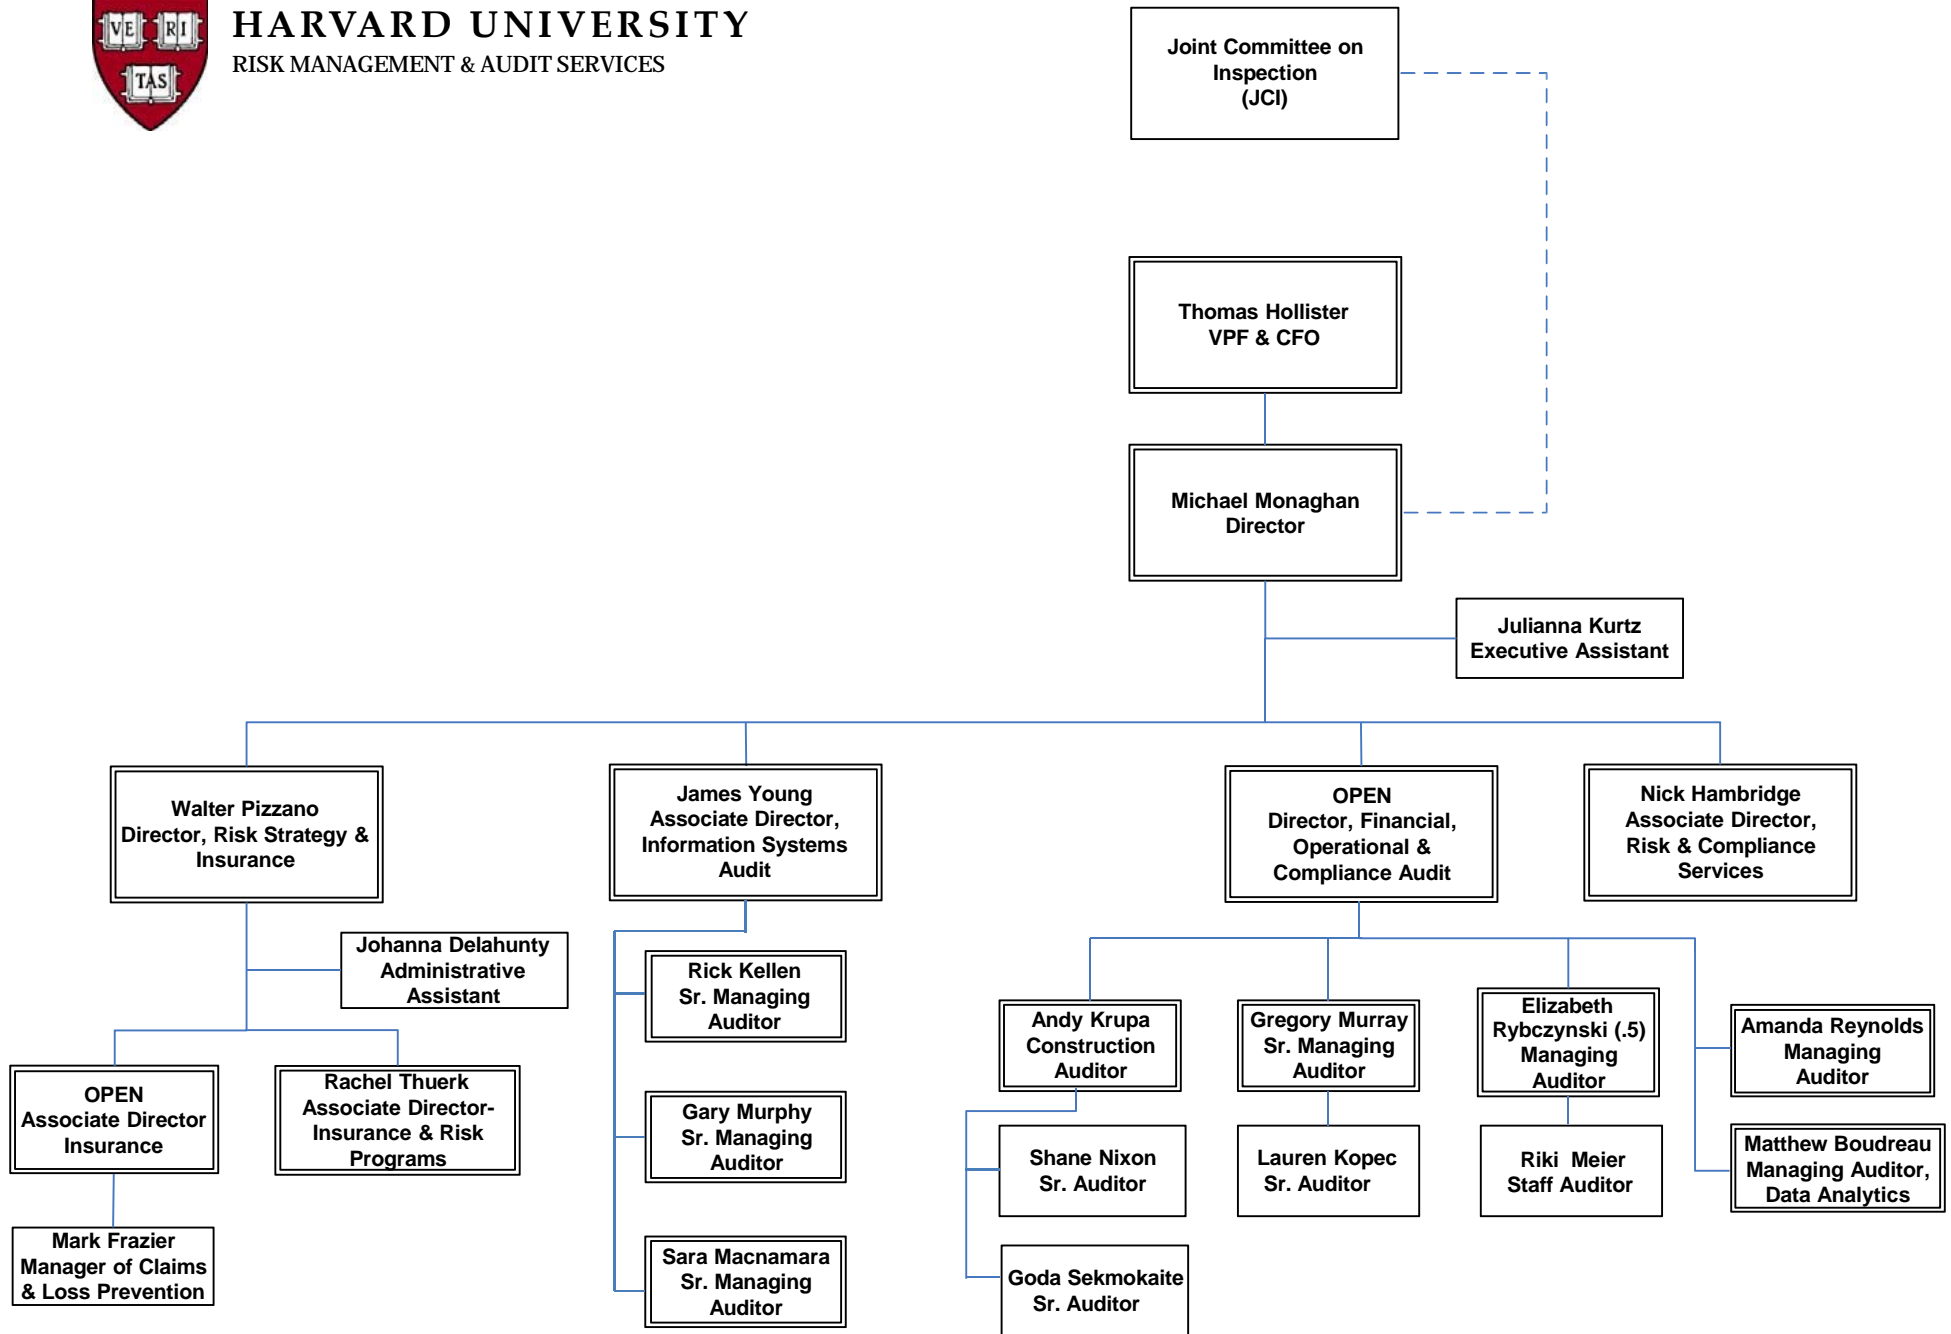 VE RI
TAS
HARVARD UNIVERSITY
RISK MANAGEMENT & AUDIT SERVICES
Joint Committee on
Inspection
(JCI)
Thomas Hollister
VPF & CFO
Michael Monaghan
Director
Julianna Kurtz
Executive Assistant
Walter Pizzano
Director, Risk Strategy &
Insurance
James Young
Associate Director,
Information Systems
Audit
OPEN
Director, Financial,
Operational &
Compliance Audit
Nick Hambridge
Associate Director,
Risk & Compliance
Services
Johanna Delahunty
Administrative
Assistant
OPEN
Associate Director
Insurance
Rachel Thuerk
Associate Director-
Insurance & Risk
Programs
Mark Frazier
Manager of Claims
& Loss Prevention
Rick Kellen
Sr. Managing
Auditor
Gary Murphy
Sr. Managing
Auditor
Sara Macnamara
Sr. Managing
Auditor
Andy Krupa
Construction
Auditor
Shane Nixon
Sr. Auditor
Goda Sekmokaite
Sr. Auditor
Gregory Murray
Sr. Managing
Auditor
Lauren Kopec
Sr. Auditor
Elizabeth
Rybczynski (.5)
Managing
Auditor
Riki  Meier
Staff Auditor
Amanda Reynolds
Managing
Auditor
Matthew Boudreau
Managing Auditor,
Data Analytics